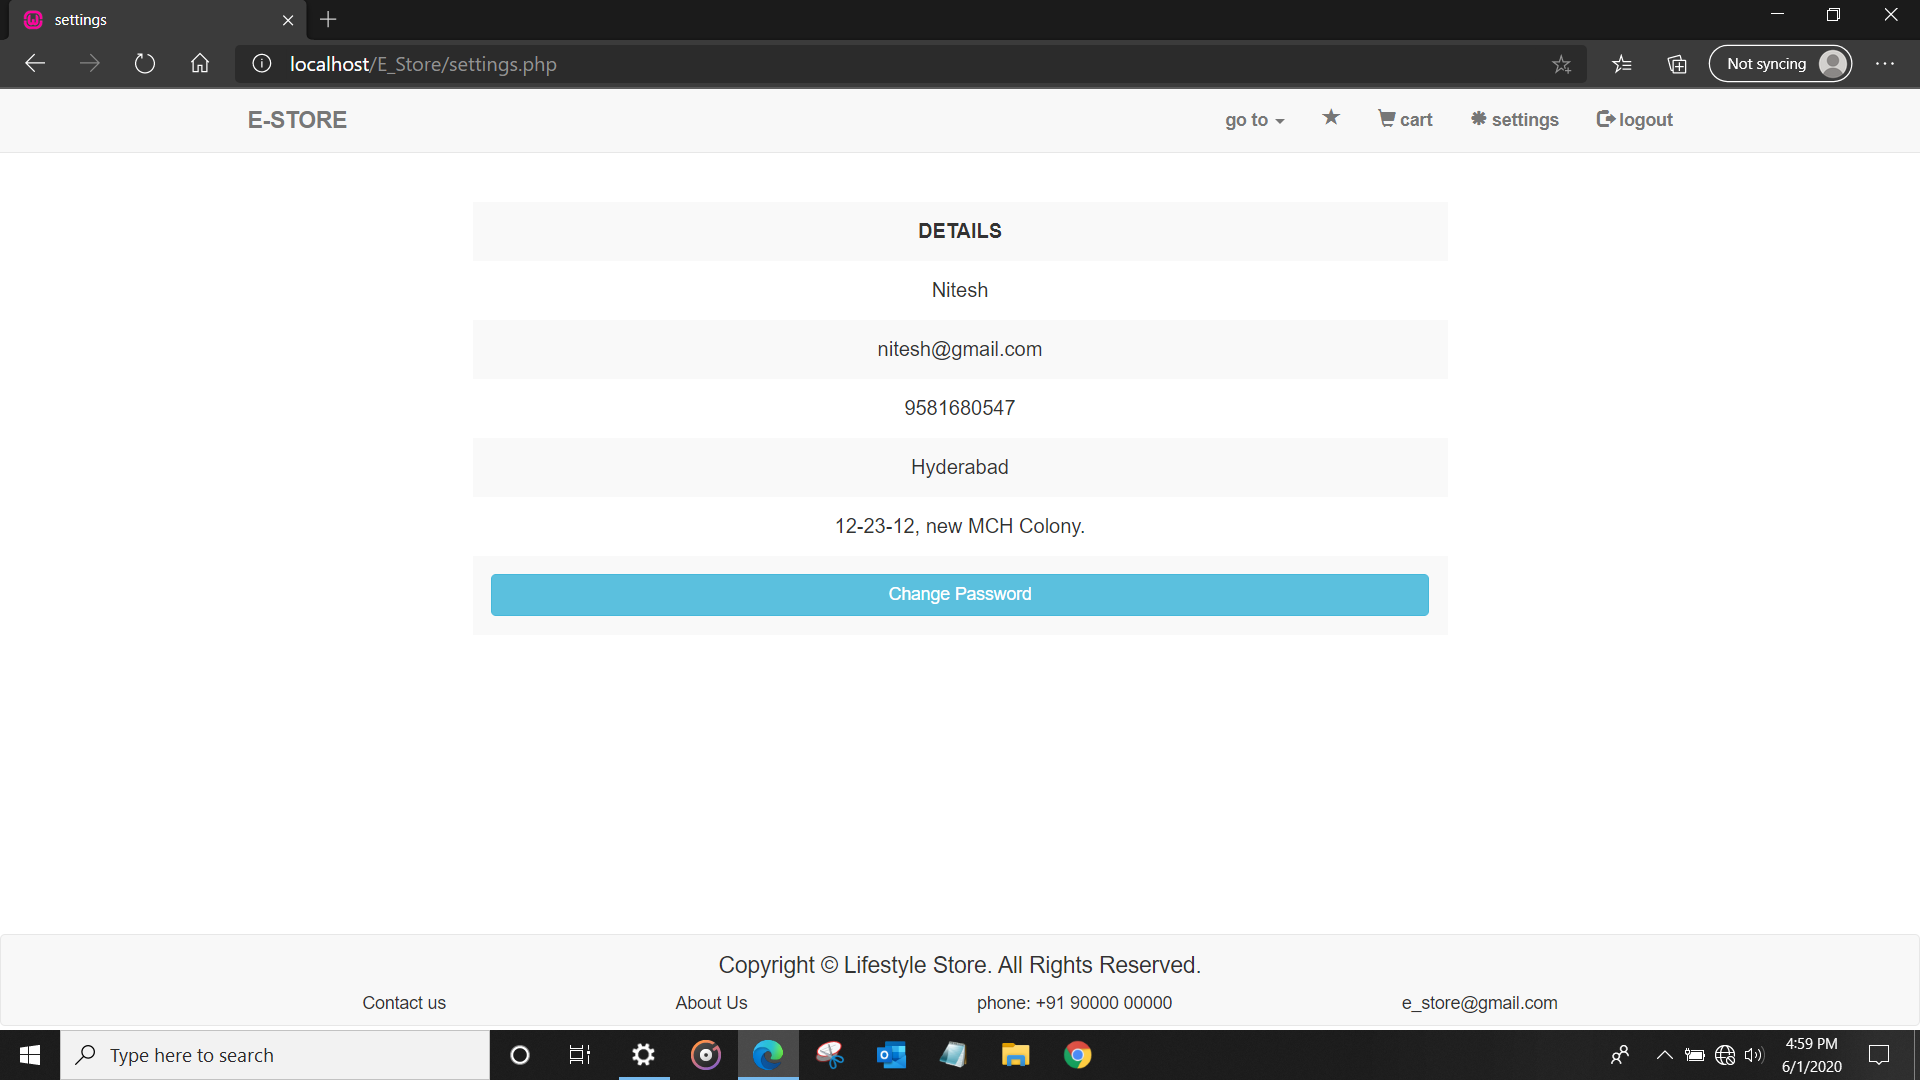 settings
localhost/E_Store/settings.php
Not syncing
E-STORE
go to
cart
settings
logout
DETAILS
Nitesh
nitesh@gmail.com
9581680547
Hyderabad
12-23-12, new MCH Colony.
Change Password
Copyright © Lifestyle Store. All Rights Reserved.
Contact us
About Us
phone: +91 90000 00000
e_store@gmail.com
Type here to search
4:59 PM
6/1/2020